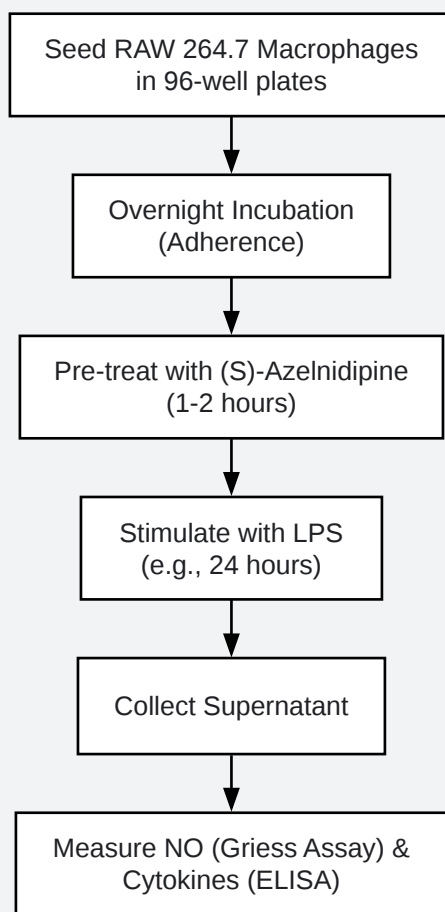 Seed RAW 264.7 Macrophages
in 96-well plates
Overnight Incubation
(Adherence)
Pre-treat with (S)-Azelnidipine
(1-2 hours)
Stimulate with LPS
(e.g., 24 hours)
Collect Supernatant
Measure NO (Griess Assay) &
Cytokines (ELISA)